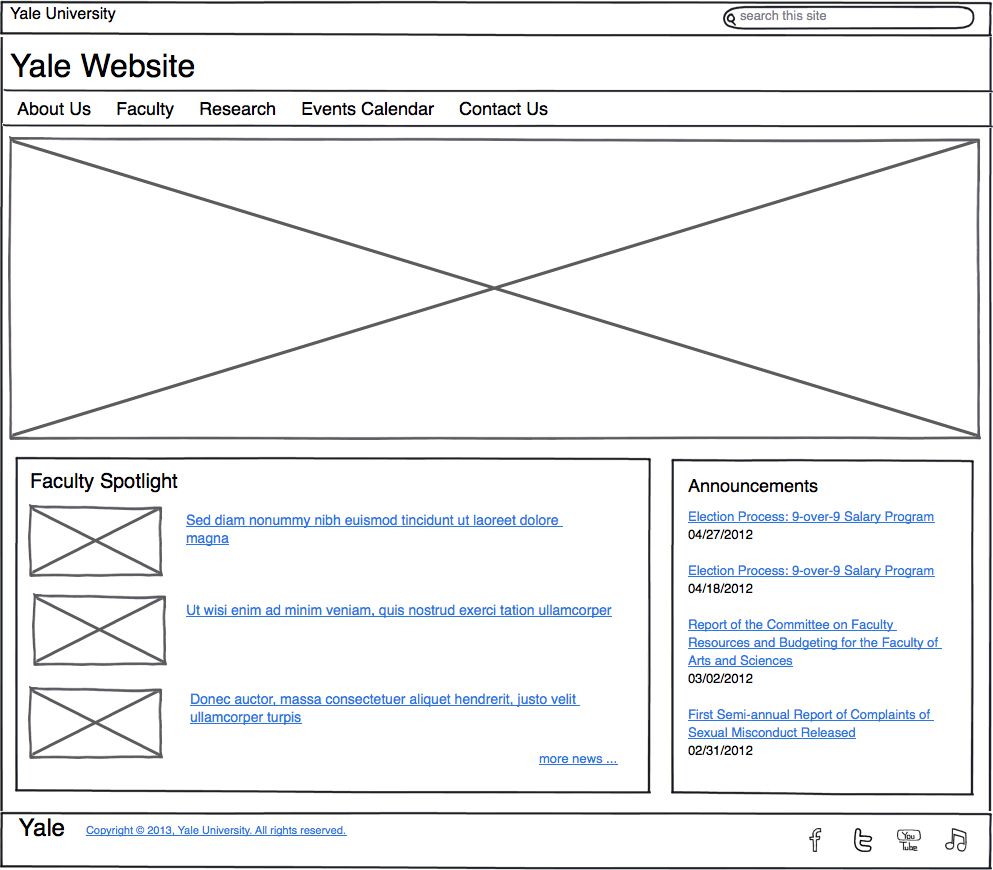 Yale University
search this site
Yale Website
About Us Faculty Research Events Calendar Contact Us
Faculty Spotlight
Sed diam nonummy nibh euismod tincidunt ut laoreet dolore
magna
Ut wisi enim ad minim veniam, quis nostrud exerci tation ullamcorper
Donec auctor, massa consectetuer aliquet hendrerit, justo velit
ullamcorper turpis
more news ...
Announcements
Election Process: 9-over-9 Salary Program
04/27/2012
Election Process: 9-over-9 Salary Program
04/18/2012
Report of the Committee on Faculty
Resources and Budgeting for the Faculty of
Arts and Sciences
03/02/2012
First Semi-annual Report of Complaints of
Sexual Misconduct Released
02/31/2012
Yale
Copyright © 2013, Yale University. All rights reserved.
f t You
Tube